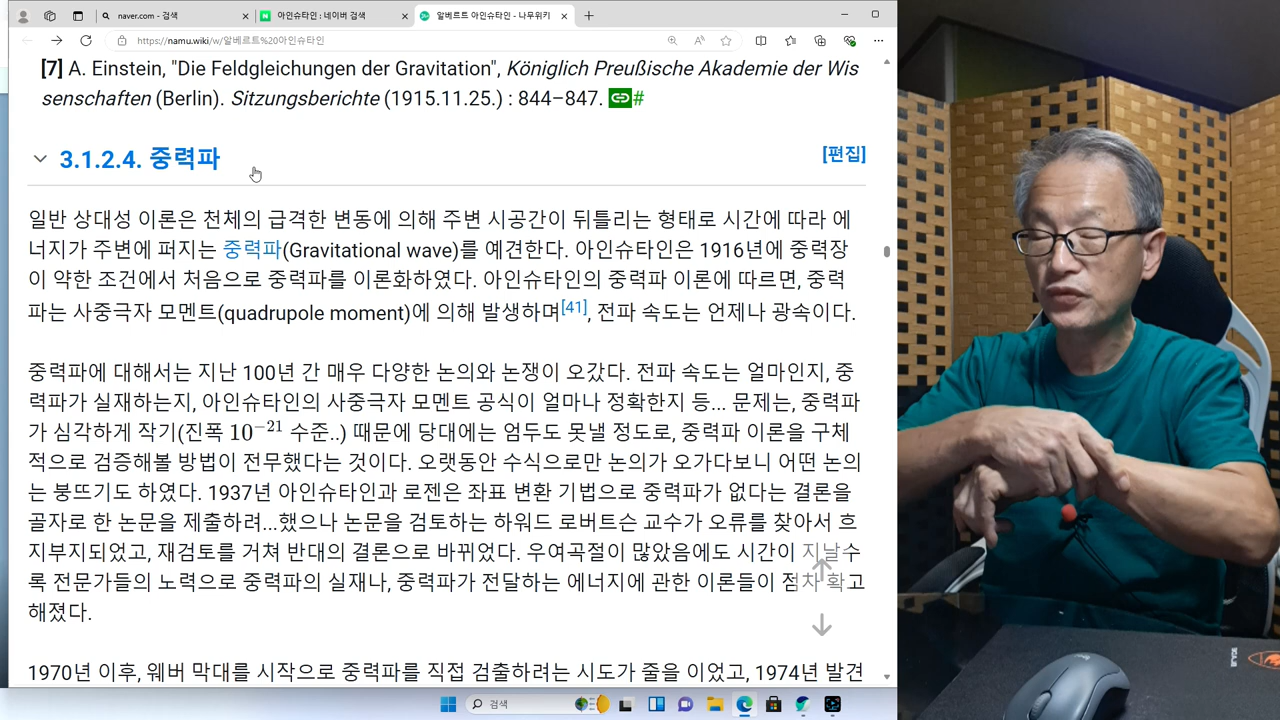 naver.com - 검색
아인슈타인 : 네이버 검색
알베르트 아인슈타인 - 나무위키
https://namu.wiki/w/알베르트%20아인슈타인
[7] A. Einstein, "Die Feldgleichungen der Gravitation", Königlich Preußische Akademie der Wis
senschaften (Berlin). Sitzungsberichte (1915.11.25.) : 844–847. #
3.1.2.4. 중력파
[편집]
일반 상대성 이론은 천체의 급격한 변동에 의해 주변 시공간이 뒤틀리는 형태로 시간에 따라 에
너지가 주변에 퍼지는 중력파(Gravitational wave)를 예견한다. 아인슈타인은 1916년에 중력장
이 약한 조건에서 처음으로 중력파를 이론화하였다. 아인슈타인의 중력파 이론에 따르면, 중력
파는 사중극자 모멘트(quadrupole moment)에 의해 발생하며[41], 전파 속도는 언제나 광속이다.
중력파에 대해서는 지난 100년 간 매우 다양한 논의와 논쟁이 오갔다. 전파 속도는 얼마인지, 중
력파가 실재하는지, 아인슈타인의 사중극자 모멘트 공식이 얼마나 정확한지 등... 문제는, 중력파
가 심각하게 작기(진폭 10⁻²¹ 수준..) 때문에 당대에는 엄두도 못낼 정도로, 중력파 이론을 구체
적으로 검증해볼 방법이 전무했다는 것이다. 오랫동안 수식으로만 논의가 오가다보니 어떤 논의
는 붕뜨기도 하였다. 1937년 아인슈타인과 로젠은 좌표 변환 기법으로 중력파가 없다는 결론을
골자로 한 논문을 제출하려...했으나 논문을 검토하는 하워드 로버트슨 교수가 오류를 찾아서 흐
지부지되었고, 재검토를 거쳐 반대의 결론으로 바뀌었다. 우여곡절이 많았음에도 시간이 지날수
록 전문가들의 노력으로 중력파의 실재나, 중력파가 전달하는 에너지에 관한 이론들이 점차 확고
해졌다.
1970년 이후, 웨버 막대를 시작으로 중력파를 직접 검출하려는 시도가 줄을 이었고, 1974년 발견
검색